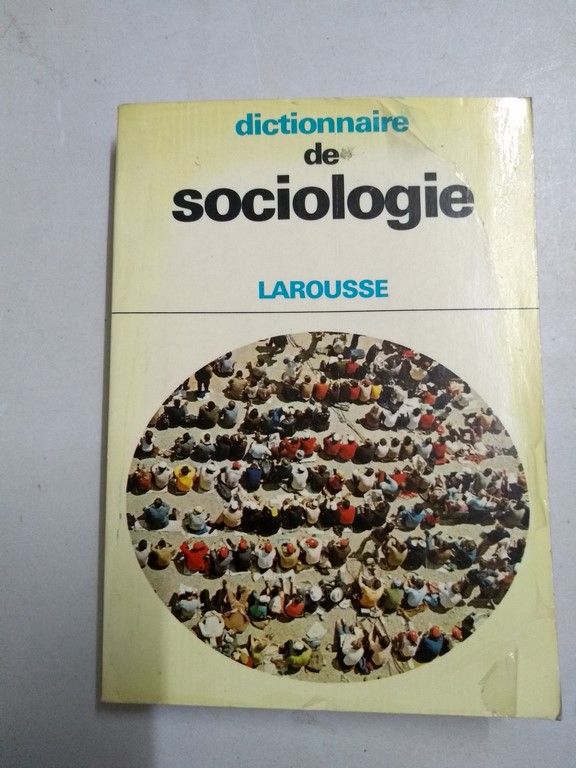 dictionnaire
de
sociologie
LAROUSSE